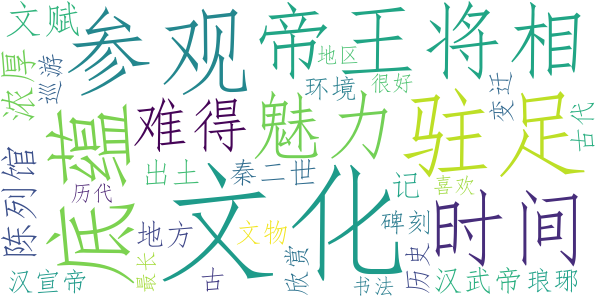 文赋
参观
帝王将相
地区
浓厚
巡游
环境
很好
变迁
古代
底蕴
难得
魅力
驻足
陈列馆
出土
秦二世
记
喜欢
历代
文化
时间
地方
文物
碑刻
欣赏
历史
汉宣帝
最长
古
书法
汉武帝
琅琊